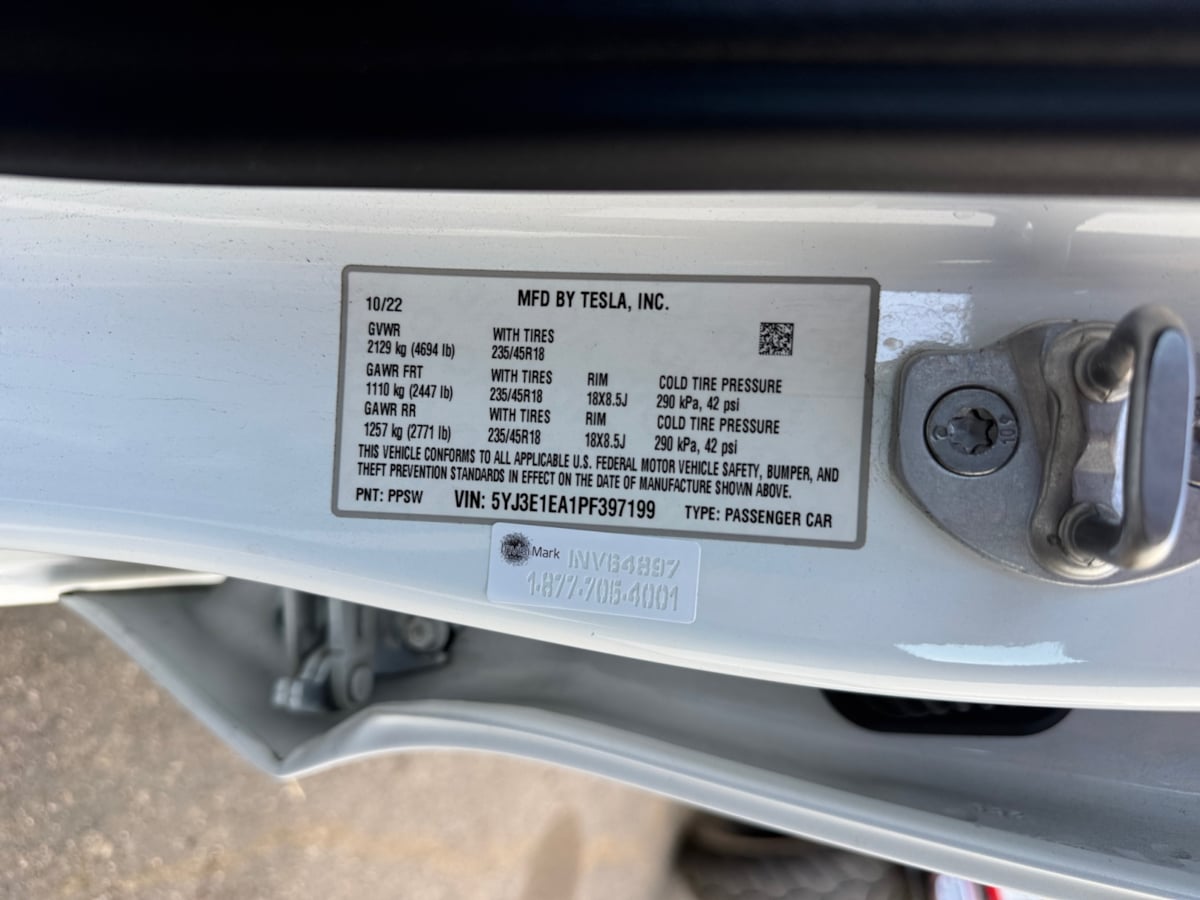 10/22 MFD BY TESLA, INC.
GVWR WITH TIRES
2129 kg (4694 lb) 235/45R18
GAWR FRT WITH TIRES RIM COLD TIRE PRESSURE
1110 kg (2447 lb) 235/45R18 18X8.5J 290 kPa, 42 psi
GAWR RR WITH TIRES RIM COLD TIRE PRESSURE
1257 kg (2771 lb) 235/45R18 18X8.5J 290 kPa, 42 psi
THIS VEHICLE CONFORMS TO ALL APPLICABLE U.S. FEDERAL MOTOR VEHICLE SAFETY, BUMPER, AND
THEFT PREVENTION STANDARDS IN EFFECT ON THE DATE OF MANUFACTURE SHOWN ABOVE.
PNT: PPSW VIN: 5YJ3E1EA1PF397199 TYPE: PASSENGER CAR
Mark INV64897
1-877-706-4001